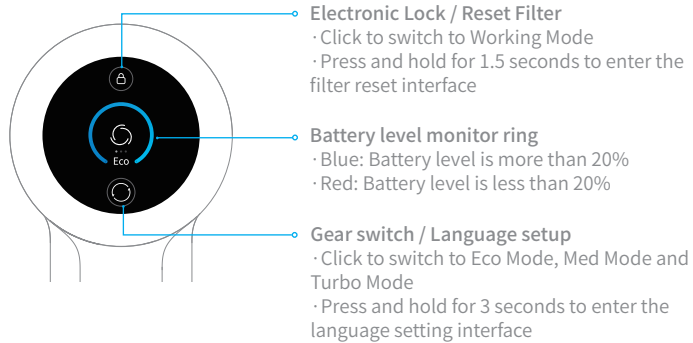 Electronic Lock / Reset Filter
·Click to switch to Working Mode
·Press and hold for 1.5 seconds to enter the
filter reset interface
Battery level monitor ring
·Blue: Battery level is more than 20%
·Red: Battery level is less than 20%
Eco
Gear switch / Language setup
·Click to switch to Eco Mode, Med Mode and
Turbo Mode
·Press and hold for 3 seconds to enter the
language setting interface